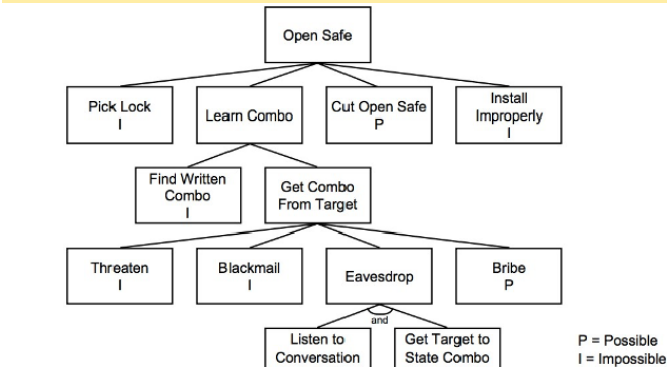 Open Safe
Pick Lock
I
Learn Combo
Cut Open Safe
P
Install
Improperly
I
Find Written
Combo
I
Get Combo
From Target
Threaten
I
Blackmail
I
Eavesdrop
Bribe
P
and
Listen to
Conversation
Get Target to
State Combo
P = Possible
I = Impossible